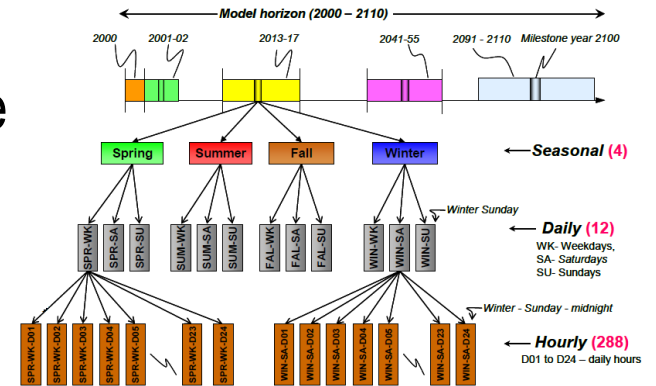 Model horizon (2000 – 2110)
2000
2001-02
2013-17
2041-55
2091 - 2110
Milestone year 2100
e
Spring
Summer
Fall
Winter
Seasonal (4)
Winter Sunday
SPR-WK
SPR-SA
SPR-SU
SUM-WK
SUM-SA
SUM-SU
FAL-WK
FAL-SA
FAL-SU
WIN-WK
WIN-SA
WIN-SU
Daily (12)
WK- Weekdays,
SA- Saturdays
SU- Sundays
Winter - Sunday - midnight
SPR-WK-D01
SPR-WK-D02
SPR-WK-D03
SPR-WK-D04
SPR-WK-D05
SPR-WK-D23
SPR-WK-D24
WIN-SA-D01
WIN-SA-D02
WIN-SA-D03
WIN-SA-D04
WIN-SA-D05
WIN-SA-D23
WIN-SA-D24
Hourly (288)
D01 to D24 – daily hours